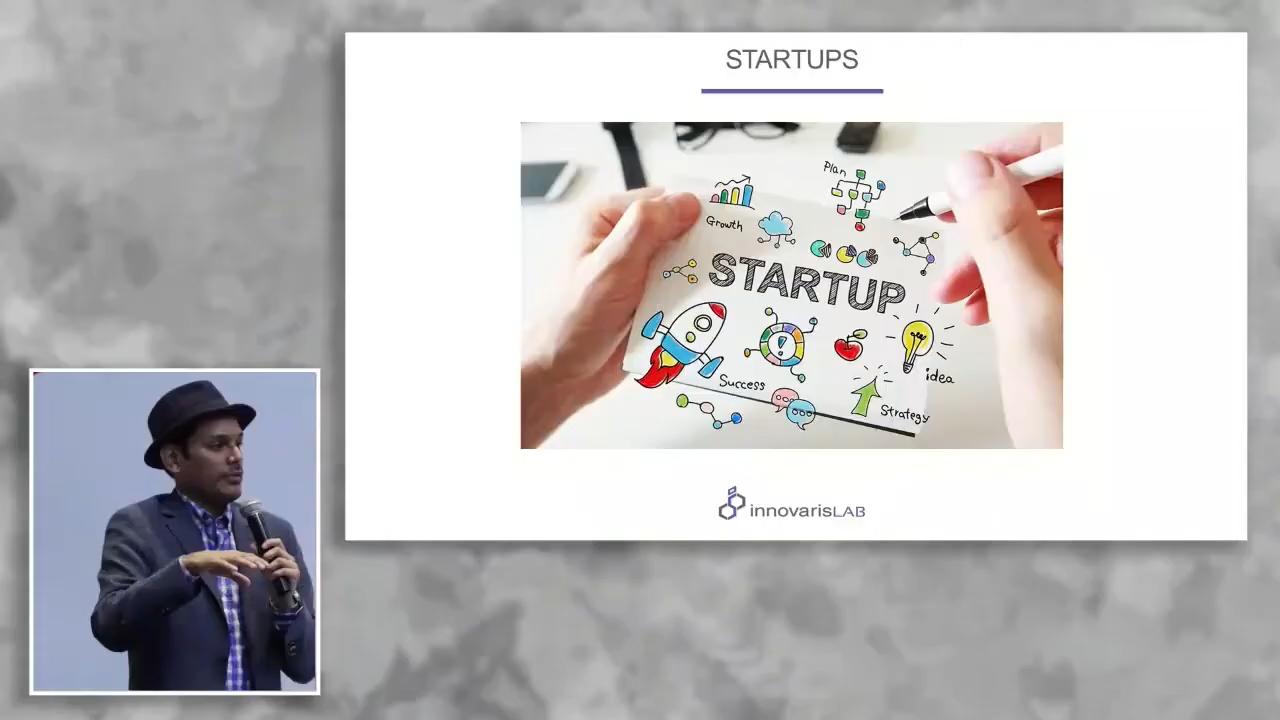 STARTUPS
Plan
Growth
STARTUP
idea
Success
Strategy
innovarisLAB